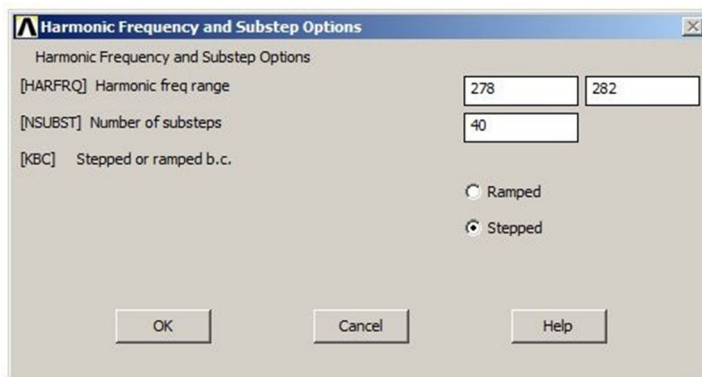 Harmonic Frequency and Substep Options
Harmonic Frequency and Substep Options
[HARFRQ] Harmonic freq range 278 282
[NSUBST] Number of substeps 40
[KBC] Stepped or ramped b.c.
Ramped
Stepped
OK Cancel Help